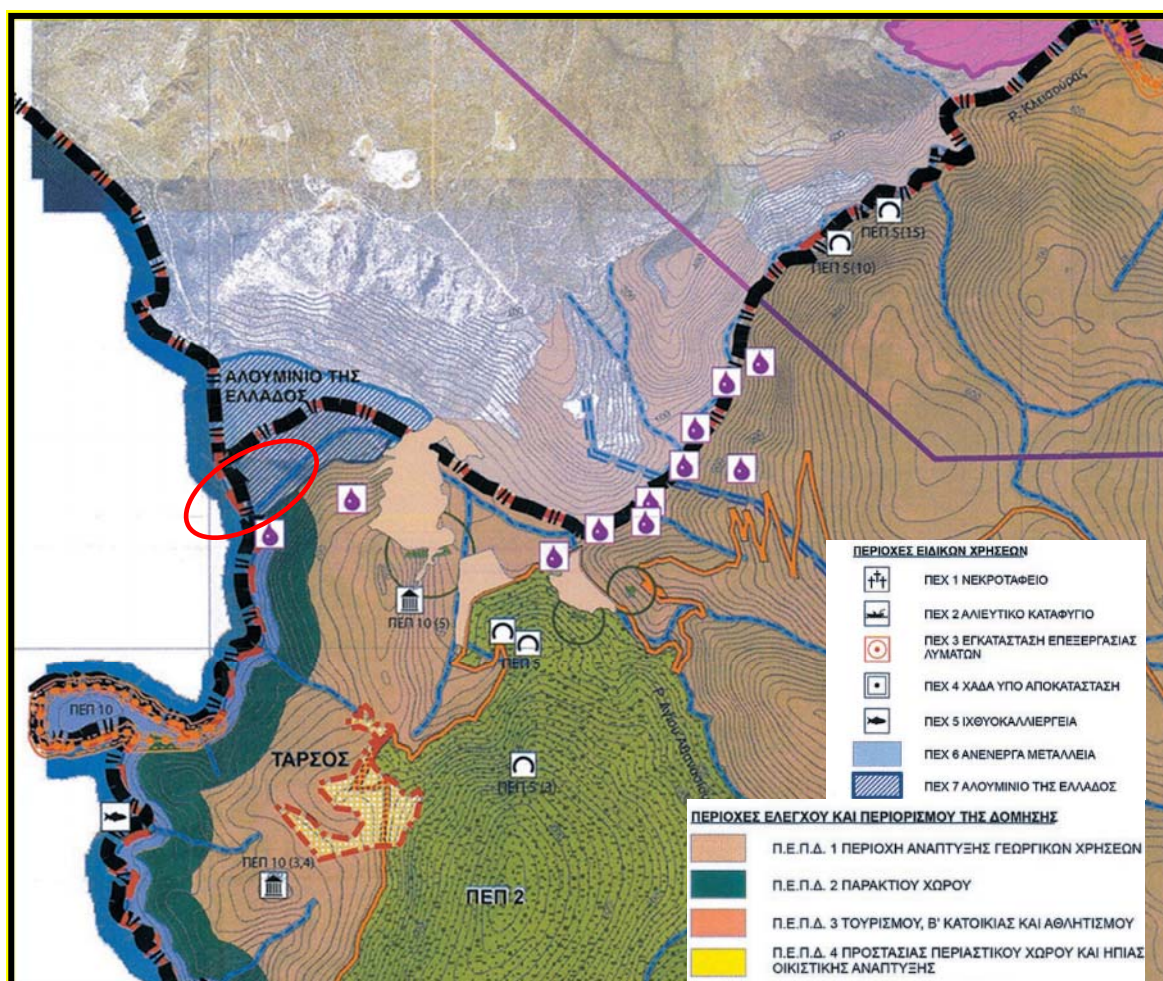 Ρ. Κλεισούρας
ΠΕΠ 5(15)
ΠΕΠ 5(10)
ΑΛΟΥΜΙΝΙΟ ΤΗΣ
ΕΛΛΑΔΟΣ
ΠΕΠ 10 (5)
ΠΕΠ 5
ΠΕΠ 10
ΤΑΡΣΟΣ
ΠΕΠ 5 (3)
Ρ. Αγίου Αθανασίου
ΠΕΠ 10 (3,4)
ΠΕΠ 2
ΠΕΡΙΟΧΕΣ ΕΙΔΙΚΩΝ ΧΡΗΣΕΩΝ
ΠΕΧ 1 ΝΕΚΡΟΤΑΦΕΙΟ
ΠΕΧ 2 ΑΛΙΕΥΤΙΚΟ ΚΑΤΑΦΥΓΙΟ
ΠΕΧ 3 ΕΓΚΑΤΑΣΤΑΣΗ ΕΠΕΞΕΡΓΑΣΙΑΣ
ΛΥΜΑΤΩΝ
ΠΕΧ 4 ΧΑΔΑ ΥΠΟ ΑΠΟΚΑΤΑΣΤΑΣΗ
ΠΕΧ 5 ΙΧΘΥΟΚΑΛΛΙΕΡΓΕΙΑ
ΠΕΧ 6 ΑΝΕΝΕΡΓΑ ΜΕΤΑΛΛΕΙΑ
ΠΕΧ 7 ΑΛΟΥΜΙΝΙΟ ΤΗΣ ΕΛΛΑΔΟΣ
ΠΕΡΙΟΧΕΣ ΕΛΕΓΧΟΥ ΚΑΙ ΠΕΡΙΟΡΙΣΜΟΥ ΤΗΣ ΔΟΜΗΣΗΣ
Π.Ε.Π.Δ. 1 ΠΕΡΙΟΧΗ ΑΝΑΠΤΥΞΗΣ ΓΕΩΡΓΙΚΩΝ ΧΡΗΣΕΩΝ
Π.Ε.Π.Δ. 2 ΠΑΡΑΚΤΙΟΥ ΧΩΡΟΥ
Π.Ε.Π.Δ. 3 ΤΟΥΡΙΣΜΟΥ, Β' ΚΑΤΟΙΚΙΑΣ ΚΑΙ ΑΘΛΗΤΙΣΜΟΥ
Π.Ε.Π.Δ. 4 ΠΡΟΣΤΑΣΙΑΣ ΠΕΡΙΑΣΤΙΚΟΥ ΧΩΡΟΥ ΚΑΙ ΗΠΙΑΣ
ΟΙΚΙΣΤΙΚΗΣ ΑΝΑΠΤΥΞΗΣ